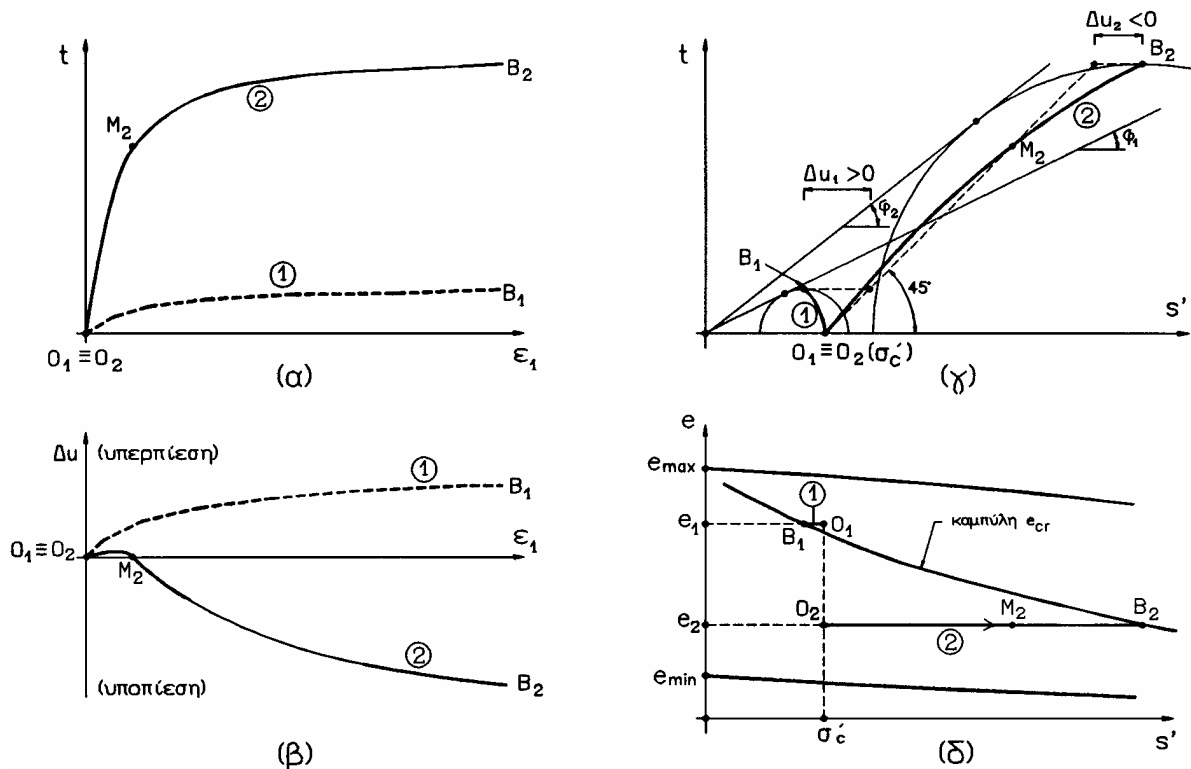 t
M₂
②
B₂
①
B₁
O₁ ≡ O₂
ε₁
(α)
t
Δu₂ <0
B₂
②
M₂
φ₁
Δu₁ >0
φ₂
B₁
①
45°
O₁ ≡ O₂ (σ'c)
s'
(γ)
Δu
(υπερπίεση)
①
B₁
O₁ ≡ O₂
ε₁
M₂
②
B₂
(υποπίεση)
(β)
e
emax
①
e₁
O₁
B₁
καμπύλη ecr
e₂
O₂
M₂
B₂
②
emin
σ'c
s'
(δ)